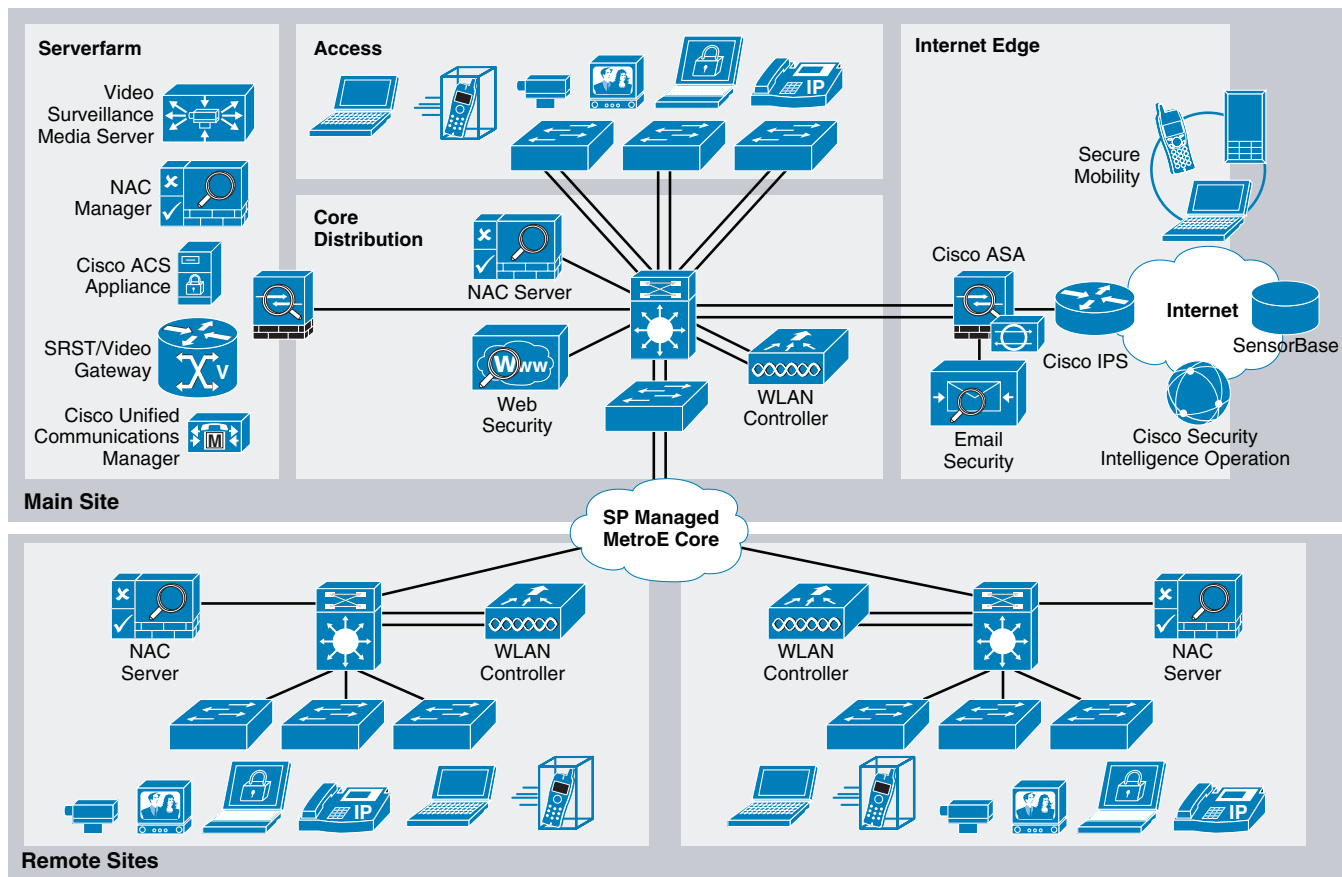 Serverfarm
Video
Surveillance
Media Server
NAC
Manager
Cisco ACS
Appliance
SRST/Video
Gateway
V
Cisco Unified
Communications
Manager
M
Access
IP
Core
Distribution
NAC Server
Www
Web
Security
WLAN
Controller
Internet Edge
Secure
Mobility
Cisco ASA
Internet
SensorBase
Cisco IPS
Email
Security
Cisco Security
Intelligence Operation
Main Site
SP Managed
MetroE Core
NAC
Server
WLAN
Controller
IP
WLAN
Controller
NAC
Server
IP
Remote Sites